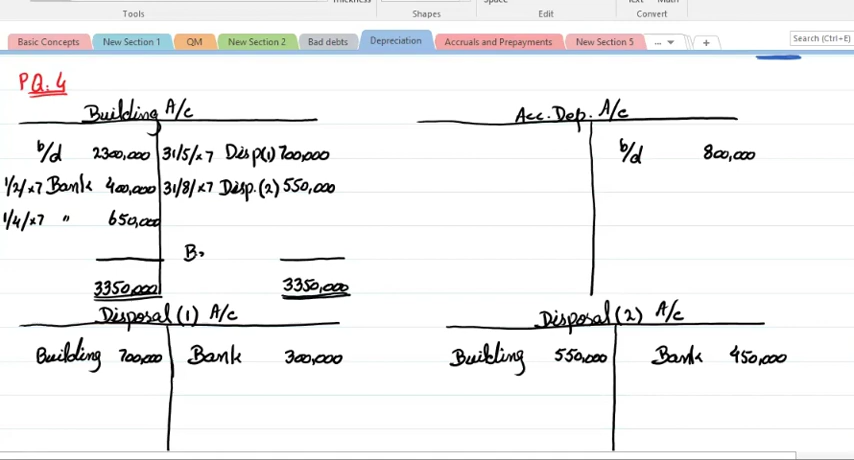 Tools Shapes Edit Convert
Basic Concepts New Section 1 QM New Section 2 Bad debts Depreciation Accruals and Prepayments New Section 5 ... + Search (Ctrl+E)
PQ.4
Building A/c
b/d 2300,000 31/5/x7 Disp(1) 700,000
1/2/x7 Bank 400,000 31/8/x7 Disp.(2) 550,000
1/4/x7 " 650,000
B.
3350,000 3350,000
Acc.Dep. A/c
b/d 800,000
Disposal (1) A/c
Building 700,000 Bank 300,000
Disposal (2) A/c
Building 550,000 Bank 450,000